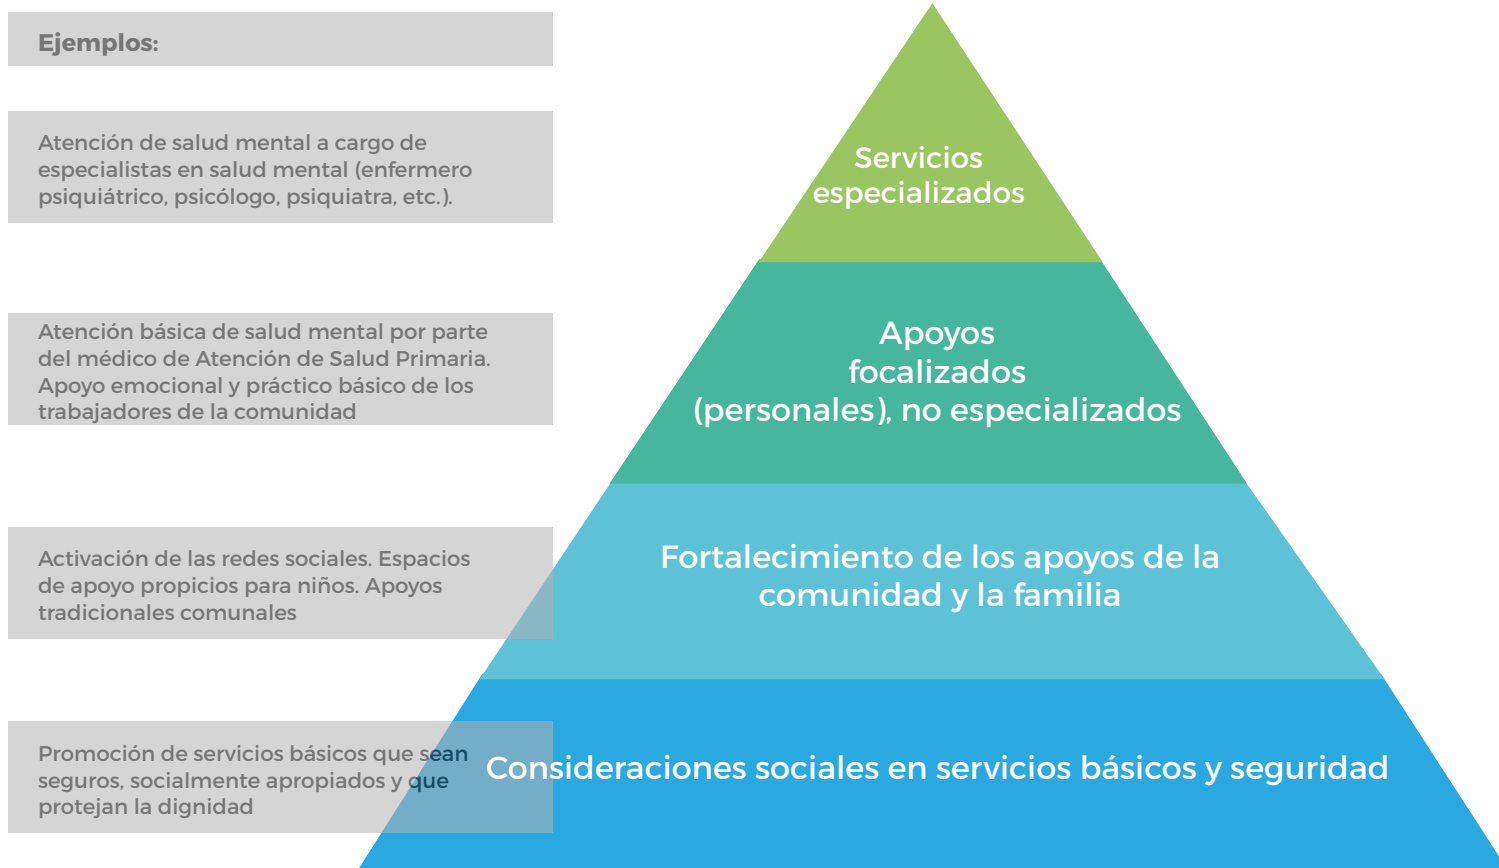 Ejemplos:
Atención de salud mental a cargo de
especialistas en salud mental (enfermero
psiquiátrico, psicólogo, psiquiatra, etc.).
Servicios
especializados
Atención básica de salud mental por parte
del médico de Atención de Salud Primaria.
Apoyo emocional y práctico básico de los
trabajadores de la comunidad
Apoyos
focalizados
(personales), no especializados
Activación de las redes sociales. Espacios
de apoyo propicios para niños. Apoyos
tradicionales comunales
Fortalecimiento de los apoyos de la
comunidad y la familia
Promoción de servicios básicos que sean
seguros, socialmente apropiados y que
protejan la dignidad
Consideraciones sociales en servicios básicos y seguridad